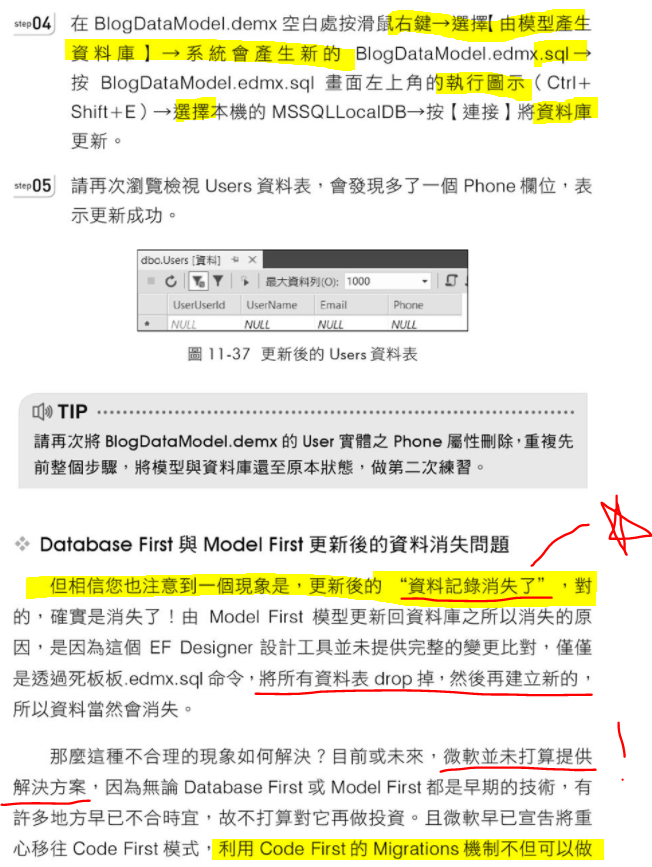 step04 在 BlogDataModel.demx 空白處按滑鼠右鍵→選擇【由模型產生
資料庫】→系統會產生新的 BlogDataModel.edmx.sql→
按 BlogDataModel.edmx.sql 畫面左上角的執行圖示（Ctrl+
Shift+E）→選擇本機的 MSSQLLocalDB→按【連接】將資料庫
更新。
step05 請再次瀏覽檢視 Users 資料表，會發現多了一個 Phone 欄位，表
示更新成功。
dbo.Users [資料]
最大資料列(O): 1000
UserUserId UserName Email Phone
NULL NULL NULL NULL
圖 11-37 更新後的 Users 資料表
TIP
請再次將 BlogDataModel.demx 的 User 實體之 Phone 屬性刪除，重複先
前整個步驟，將模型與資料庫還至原本狀態，做第二次練習。
❖ Database First 與 Model First 更新後的資料消失問題
但相信您也注意到一個現象是，更新後的 “資料記錄消失了”，對
的，確實是消失了！由 Model First 模型更新回資料庫之所以消失的原
因，是因為這個 EF Designer 設計工具並未提供完整的變更比對，僅僅
是透過死板板.edmx.sql 命令，將所有資料表 drop 掉，然後再建立新的，
所以資料當然會消失。
那麼這種不合理的現象如何解決？目前或未來，微軟並未打算提供
解決方案，因為無論 Database First 或 Model First 都是早期的技術，有
許多地方早已不合時宜，故不打算對它再做投資。且微軟早已宣告將重
心移往 Code First 模式，利用 Code First 的 Migrations 機制不但可以做